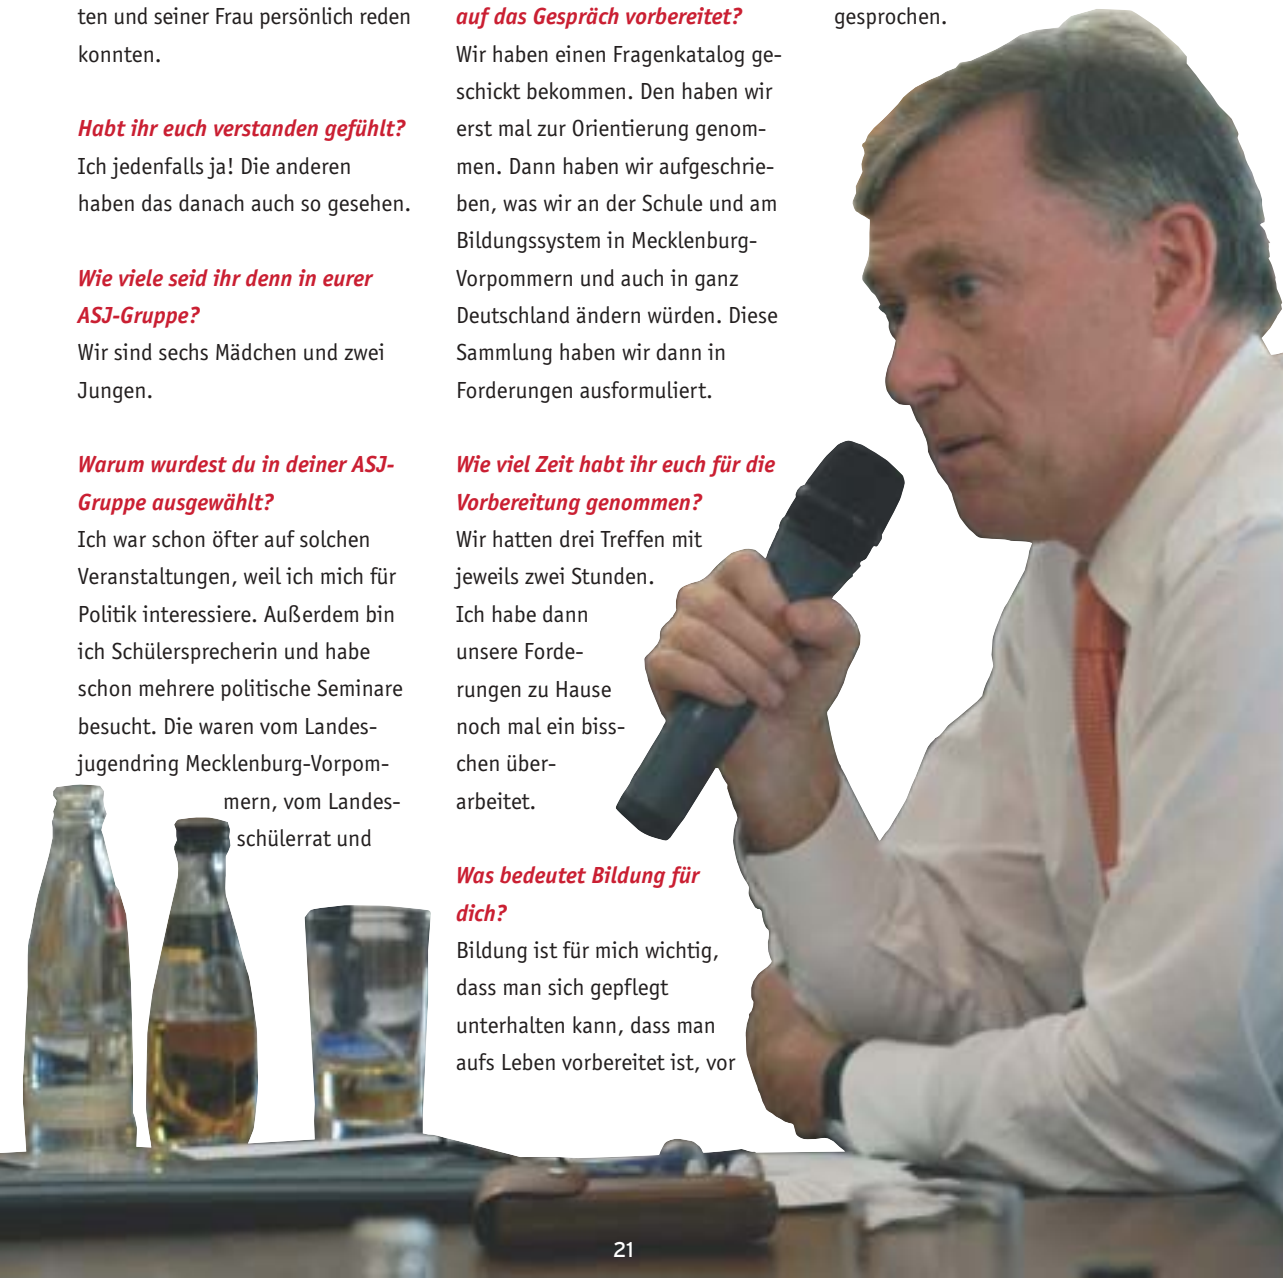 ten und seiner Frau persönlich reden
konnten.

Habt ihr euch verstanden gefühlt?
Ich jedenfalls ja! Die anderen
haben das danach auch so gesehen.

Wie viele seid ihr denn in eurer
ASJ-Gruppe?
Wir sind sechs Mädchen und zwei
Jungen.

Warum wurdest du in deiner ASJ-
Gruppe ausgewählt?
Ich war schon öfter auf solchen
Veranstaltungen, weil ich mich für
Politik interessiere. Außerdem bin
ich Schülersprecherin und habe
schon mehrere politische Seminare
besucht. Die waren vom Landes-
jugendring Mecklenburg-Vorpom-
mern, vom Landes-
schülerrat und

auf das Gespräch vorbereitet?
Wir haben einen Fragenkatalog ge-
schickt bekommen. Den haben wir
erst mal zur Orientierung genom-
men. Dann haben wir aufgeschrie-
ben, was wir an der Schule und am
Bildungssystem in Mecklenburg-
Vorpommern und auch in ganz
Deutschland ändern würden. Diese
Sammlung haben wir dann in
Forderungen ausformuliert.

Wie viel Zeit habt ihr euch für die
Vorbereitung genommen?
Wir hatten drei Treffen mit
jeweils zwei Stunden.
Ich habe dann
unsere Forde-
rungen zu Hause
noch mal ein biss-
chen über-
arbeitet.

Was bedeutet Bildung für
dich?
Bildung ist für mich wichtig,
dass man sich gepflegt
unterhalten kann, dass man
aufs Leben vorbereitet ist, vor

gesprochen.

21